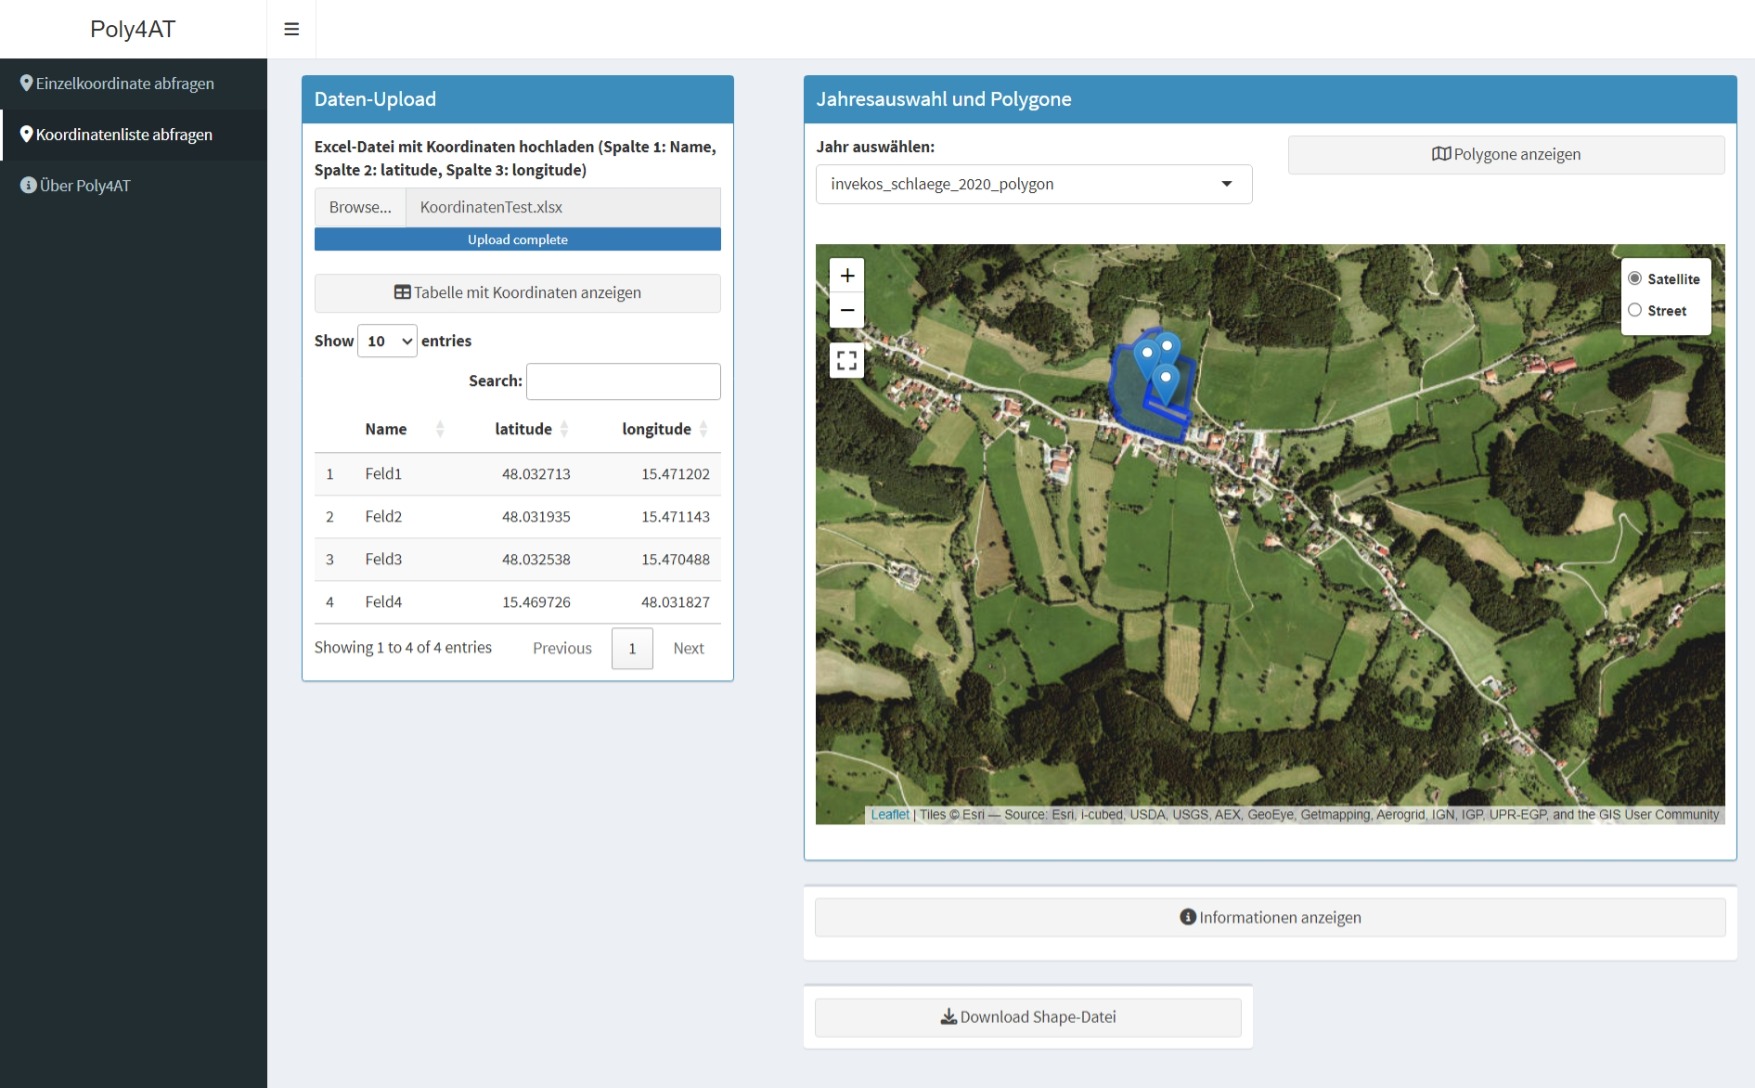 Poly4AT
Einzelkoordinate abfragen
Koordinatenliste abfragen
Über Poly4AT
Daten-Upload
Excel-Datei mit Koordinaten hochladen (Spalte 1: Name,
Spalte 2: latitude, Spalte 3: longitude)
Browse... KoordinatenTest.xlsx
Upload complete
Tabelle mit Koordinaten anzeigen
Show 10 entries
Search:
Name latitude longitude
1 Feld1 48.032713 15.471202
2 Feld2 48.031935 15.471143
3 Feld3 48.032538 15.470488
4 Feld4 15.469726 48.031827
Showing 1 to 4 of 4 entries Previous 1 Next
Jahresauswahl und Polygone
Jahr auswählen:
invekos_schlaege_2020_polygon
Polygone anzeigen
+
−
Satellite
Street
Leaflet | Tiles © Esri — Source: Esri, i-cubed, USDA, USGS, AEX, GeoEye, Getmapping, Aerogrid, IGN, IGP, UPR-EGP, and the GIS User Community
Informationen anzeigen
Download Shape-Datei